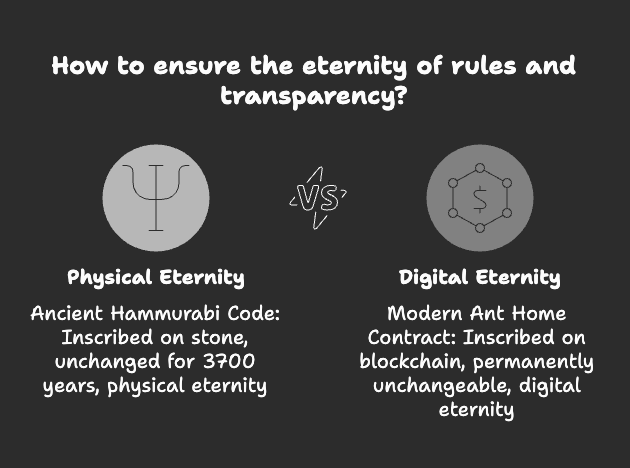 How to ensure the eternity of rules and
transparency?
VS
Physical Eternity
Ancient Hammurabi Code:
Inscribed on stone,
unchanged for 3700
years, physical eternity
$
Digital Eternity
Modern Ant Home
Contract: Inscribed on
blockchain, permanently
unchangeable, digital
eternity